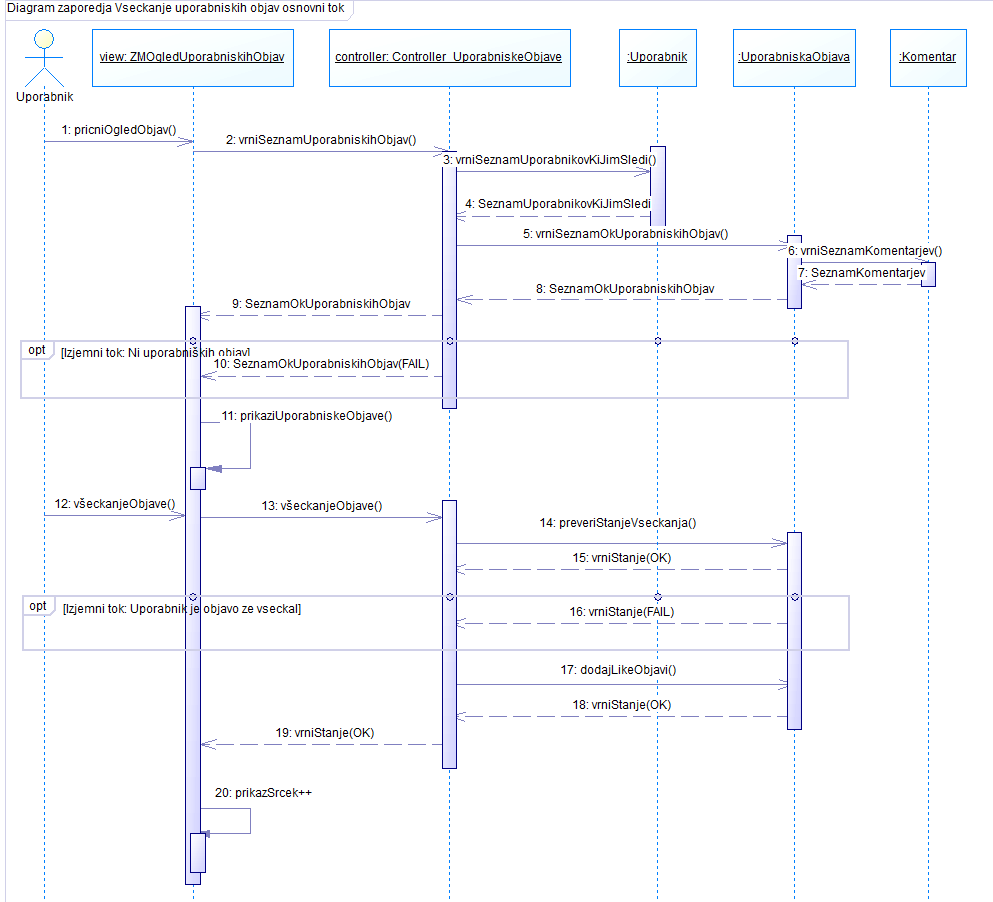 Diagram zaporedja Vseckanje uporabniskih objav osnovni tok
Uporabnik
view: ZMOgledUporabniskihObjav
controller: Controller_UporabniskeObjave
:Uporabnik
:UporabniskaObjava
:Komentar
1: pricniOgledObjav()
2: vrniSeznamUporabniskihObjav()
3: vrniSeznamUporabnikovKiJimSledi()
4: SeznamUporabnikovKiJimSledi
5: vrniSeznamOkUporabniskihObjav()
6: vrniSeznamKomentarjev()
7: SeznamKomentarjev
8: SeznamOkUporabniskihObjav
9: SeznamOkUporabniskihObjav
opt
[Izjemni tok: Ni uporabniških objav]
10: SeznamOkUporabniskihObjav(FAIL)
11: prikaziUporabniskeObjave()
12: všeckanjeObjave()
13: všeckanjeObjave()
14: preveriStanjeVseckanja()
15: vrniStanje(OK)
opt
[Izjemni tok: Uporabnik je objavo ze vseckal]
16: vrniStanje(FAIL)
17: dodajLikeObjavi()
18: vrniStanje(OK)
19: vrniStanje(OK)
20: prikazSrcek++